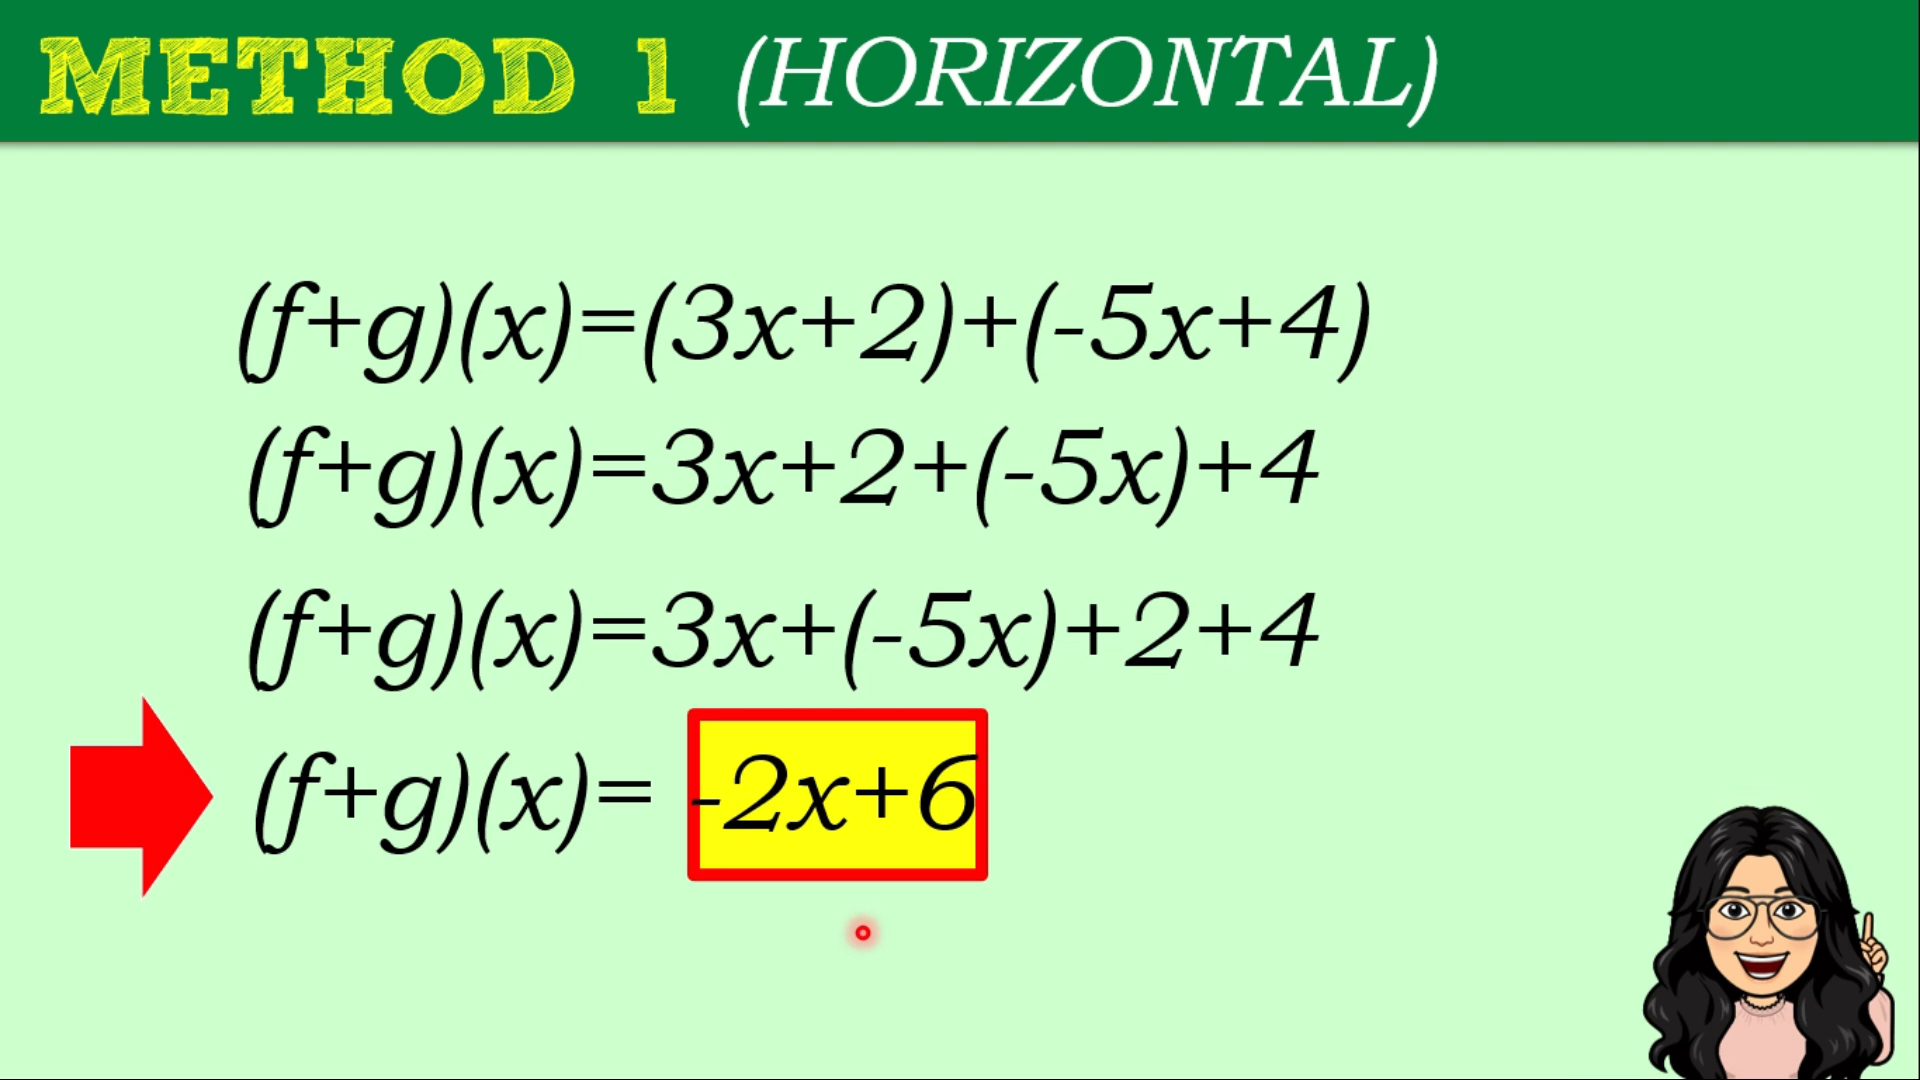 METHOD 1 (HORIZONTAL)
(f+g)(x)=(3x+2)+(-5x+4)
(f+g)(x)=3x+2+(-5x)+4
(f+g)(x)=3x+(-5x)+2+4
(f+g)(x)= -2x+6